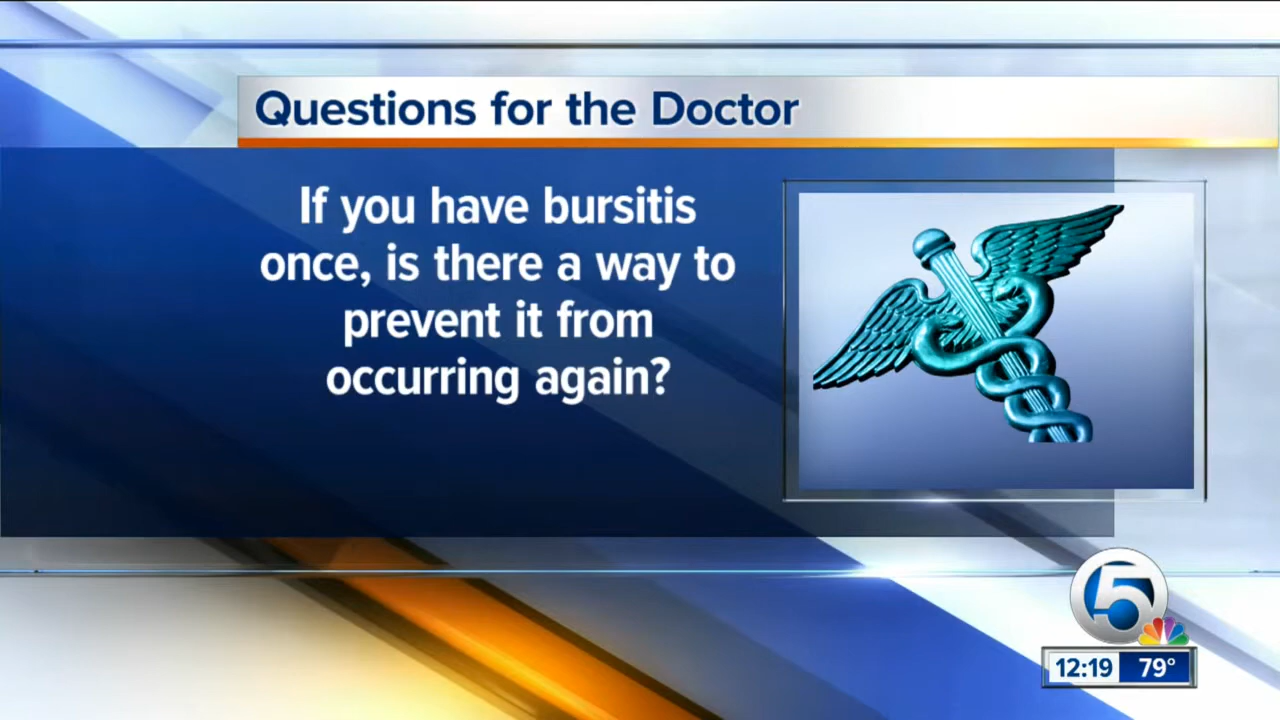 Questions for the Doctor
If you have bursitis
once, is there a way to
prevent it from
occurring again?
5
12:19 79°